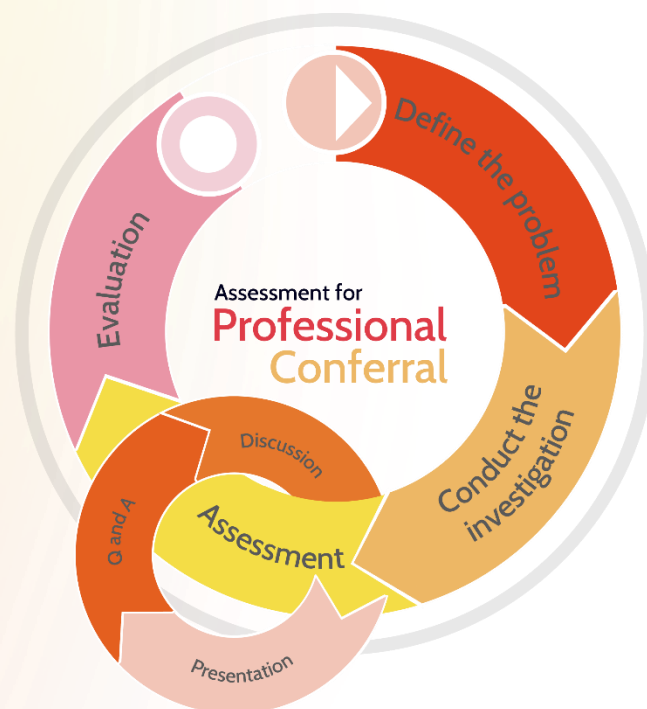 Define the problem
Evaluation
Assessment for
Professional
Conferral
Conduct the
investigation
Discussion
Q and A
Assessment
Presentation